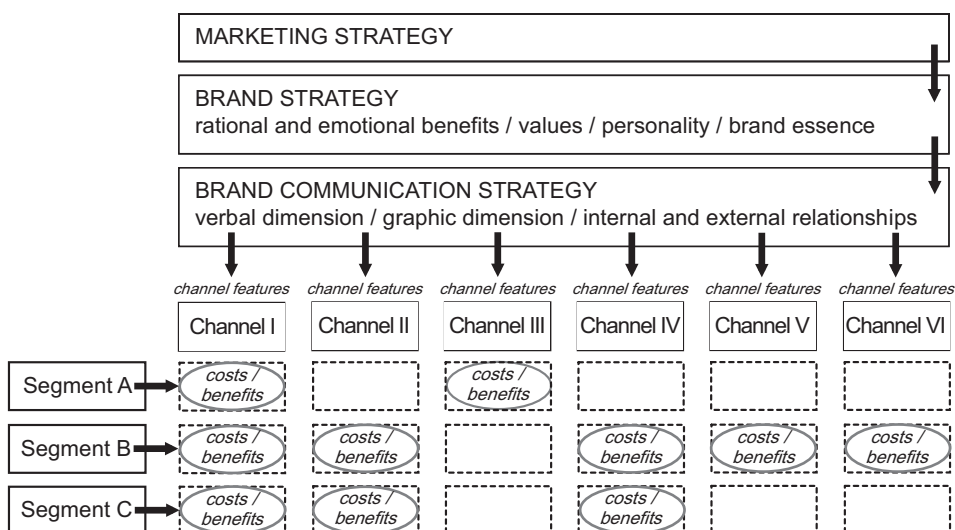 MARKETING STRATEGY
BRAND STRATEGY
rational and emotional benefits / values / personality / brand essence
BRAND COMMUNICATION STRATEGY
verbal dimension / graphic dimension / internal and external relationships
channel features channel features channel features channel features channel features channel features
Channel I Channel II Channel III Channel IV Channel V Channel VI
Segment A
costs / benefits
costs / benefits
Segment B
costs / benefits
costs / benefits
costs / benefits
costs / benefits
costs / benefits
Segment C
costs / benefits
costs / benefits
costs / benefits